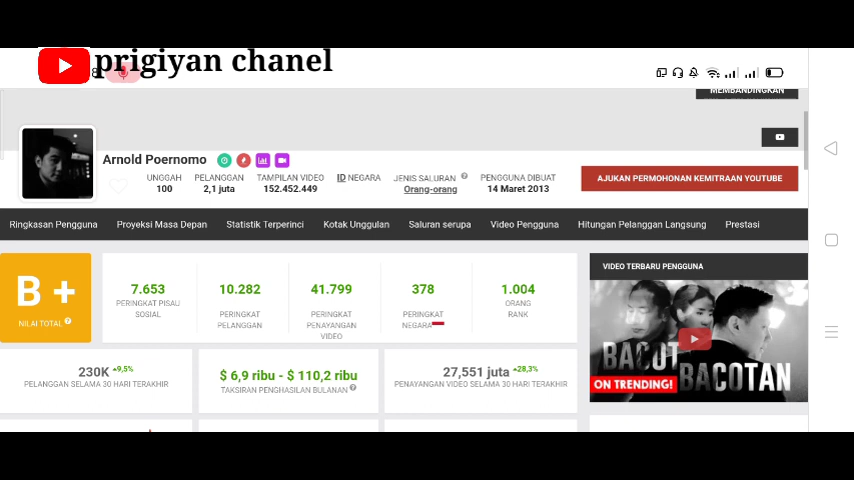 prigiyan chanel
8
MEMBANDINGKAN
Arnold Poernomo
UNGGAH
100
PELANGGAN
2,1 juta
TAMPILAN VIDEO
152.452.449
ID NEGARA
JENIS SALURAN ?
Orang-orang
PENGGUNA DIBUAT
14 Maret 2013
AJUKAN PERMOHONAN KEMITRAAN YOUTUBE
Ringkasan Pengguna
Proyeksi Masa Depan
Statistik Terperinci
Kotak Unggulan
Saluran serupa
Video Pengguna
Hitungan Pelanggan Langsung
Prestasi
B +
NILAI TOTAL ?
7.653
PERINGKAT PISAU
SOSIAL
10.282
PERINGKAT
PELANGGAN
41.799
PERINGKAT
PENAYANGAN
VIDEO
378
PERINGKAT
NEGARA
1.004
ORANG
RANK
VIDEO TERBARU PENGGUNA
BACOT
BACOTAN
ON TRENDING!
230K 9,5%
PELANGGAN SELAMA 30 HARI TERAKHIR
$ 6,9 ribu - $ 110,2 ribu
TAKSIRAN PENGHASILAN BULANAN ?
27,551 juta 28,3%
PENAYANGAN VIDEO SELAMA 30 HARI TERAKHIR